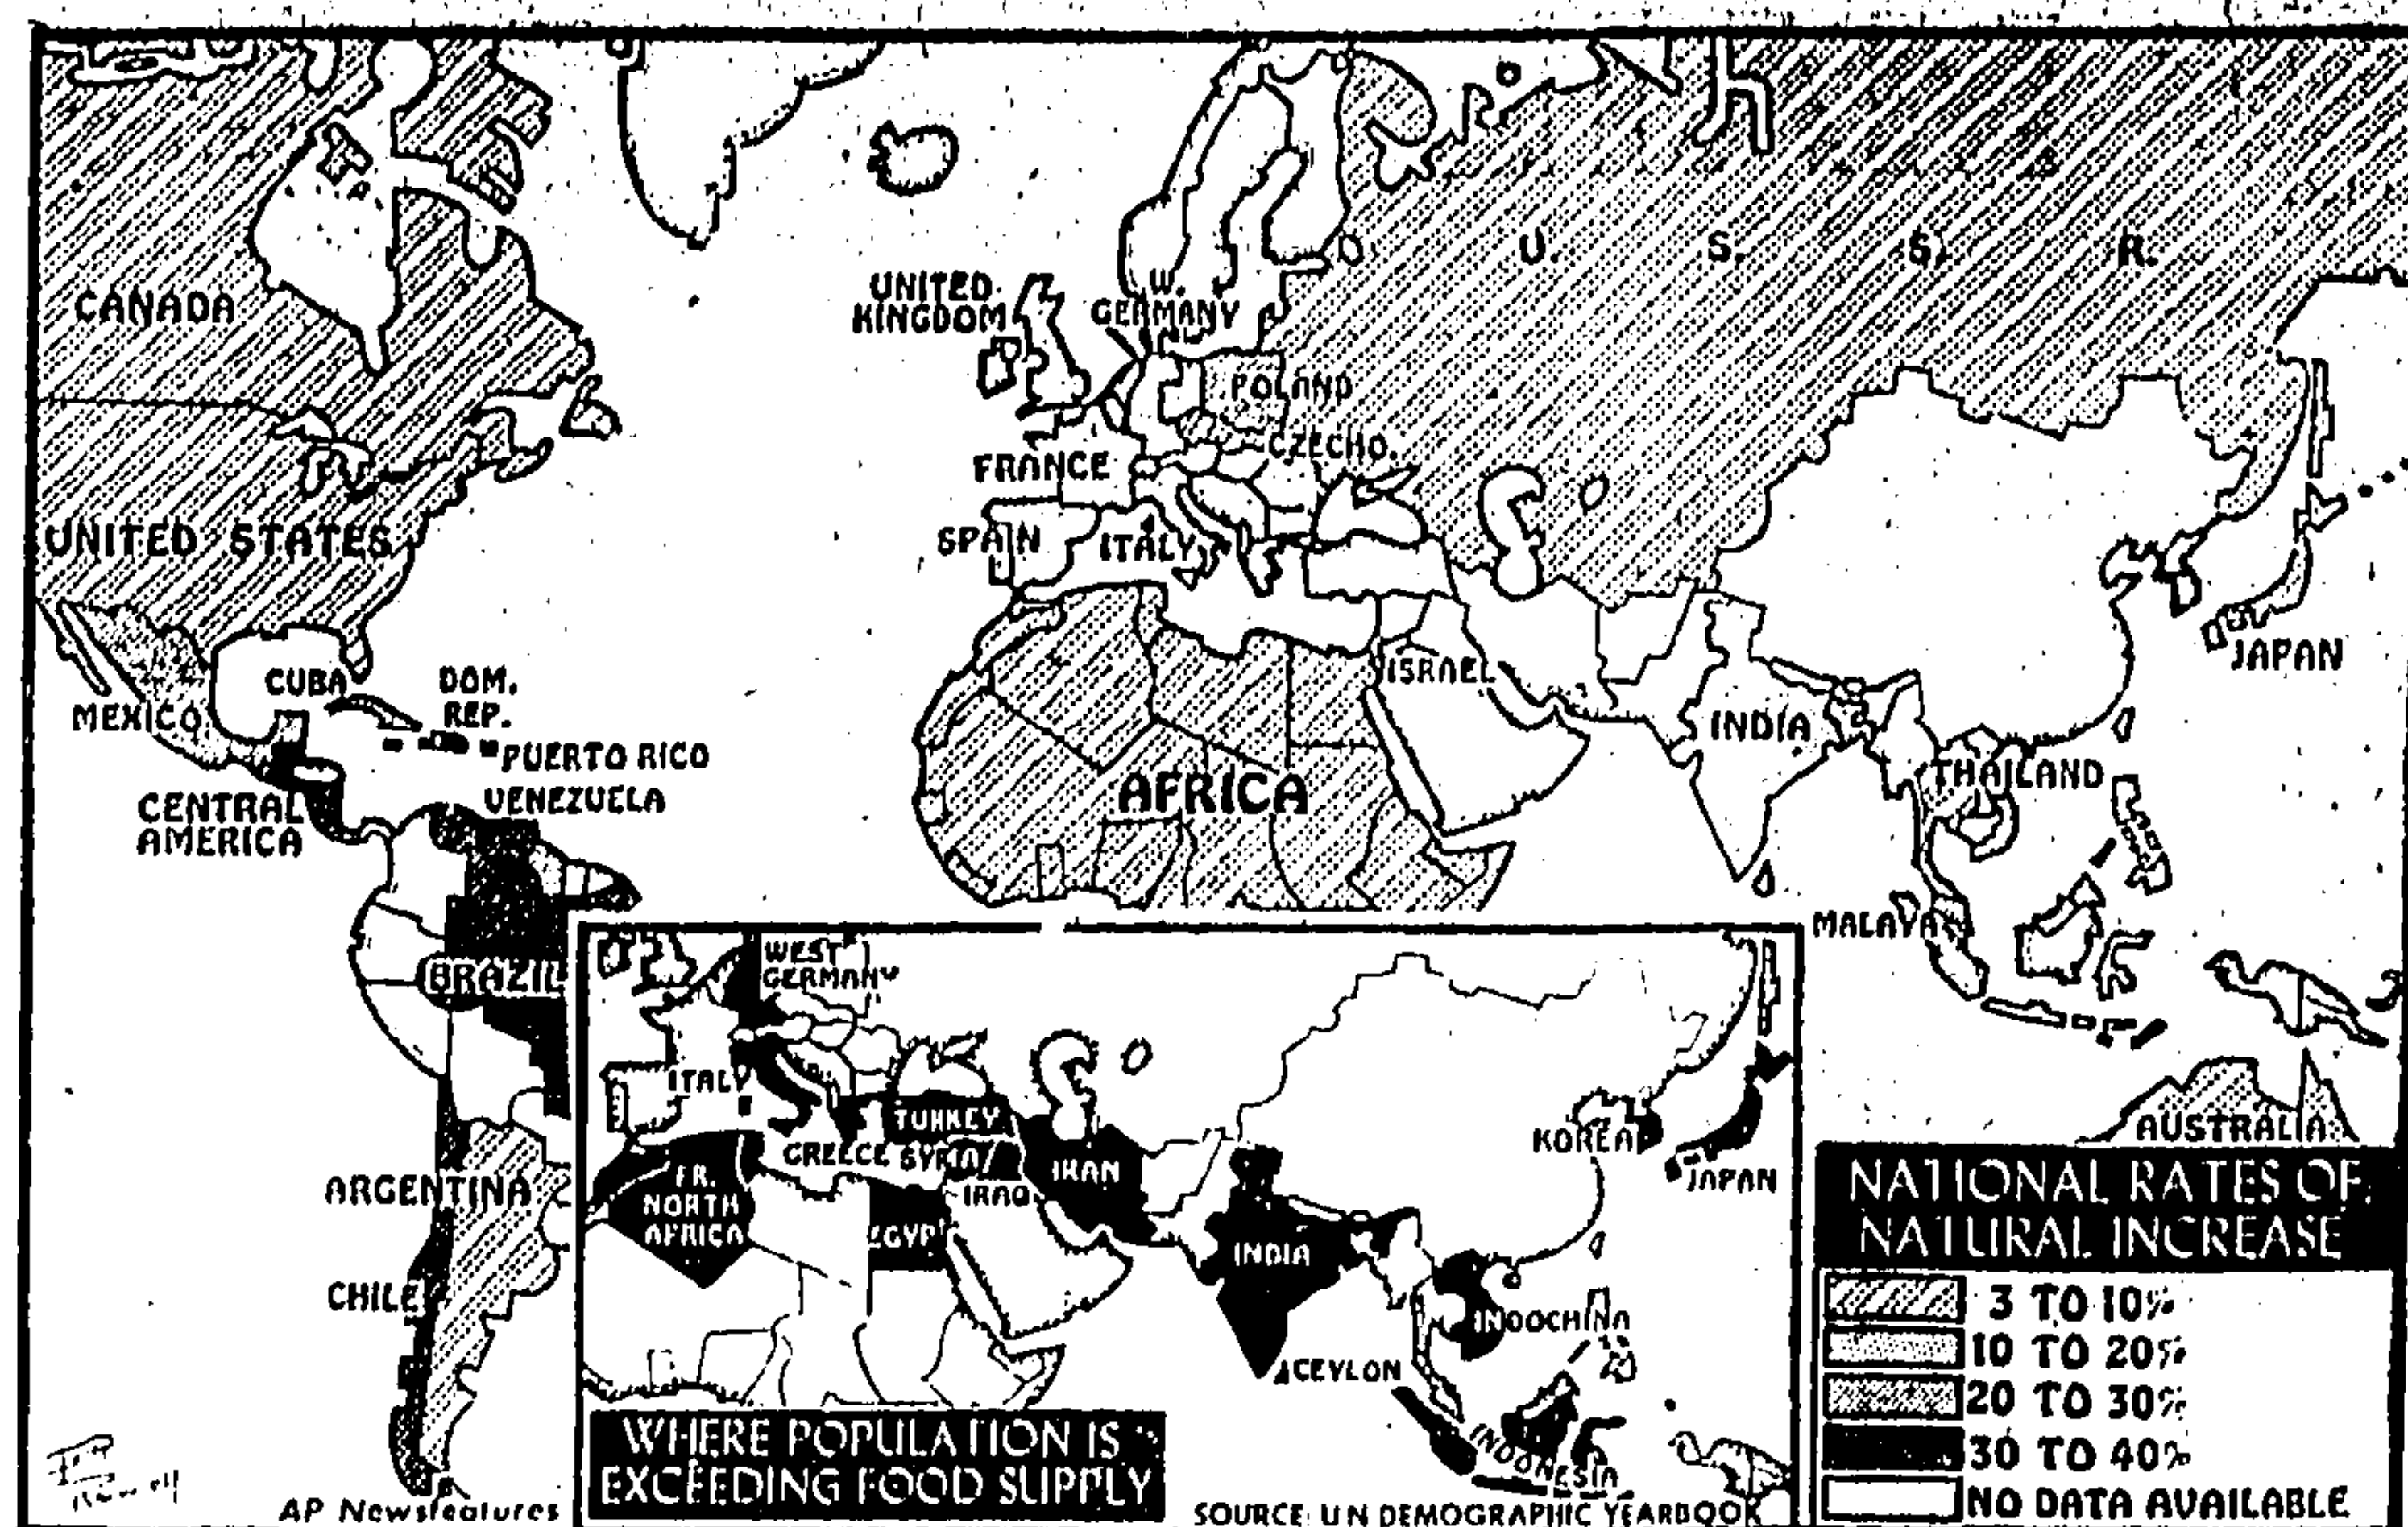 CANADA
UNITED STATES
MEXICO
CUBA
DOM.
REP.
PUERTO RICO
VENEZUELA
CENTRAL
AMERICA
BRAZIL
ARGENTINA
CHILE
UNITED
KINGDOM
W.
GERMANY
POLAND
CZECHO.
FRANCE
SPAIN
ITALY
U. S. S. R.
ISRAEL
AFRICA
INDIA
THAILAND
JAPAN
MALAYA
AUSTRALIA
WEST
GERMANY
ITALY
TURKEY
GREECE SYRIA
IRAQ
IRAN
FR.
NORTH
AFRICA
EGYPT
INDIA
KOREA
JAPAN
INDOCHINA
CEYLON
INDONESIA
WHERE POPULATION IS
EXCEEDING FOOD SUPPLY
NATIONAL RATES OF
NATURAL INCREASE
3 TO 10%
10 TO 20%
20 TO 30%
30 TO 40%
NO DATA AVAILABLE
AP Newsfeatures
SOURCE: UN DEMOGRAPHIC YEARBOOK